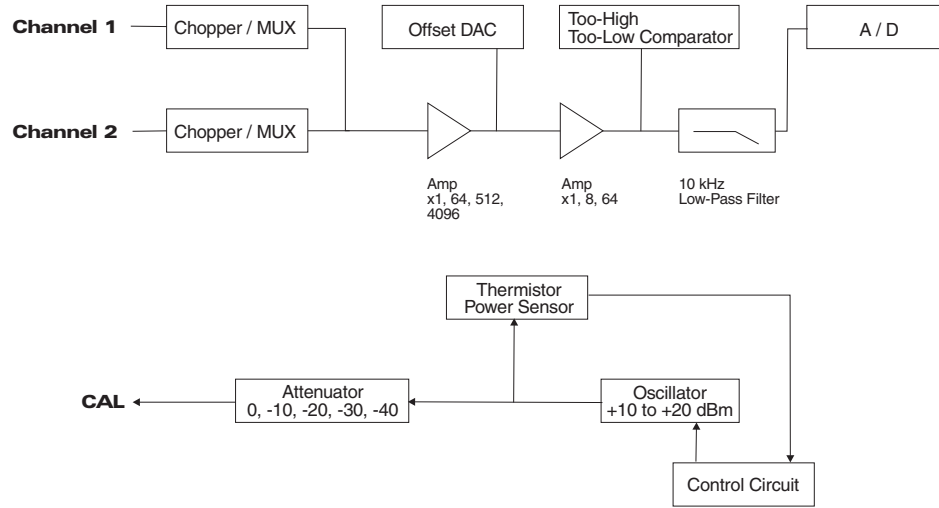 Channel 1
Chopper / MUX
Offset DAC
Too-High
Too-Low Comparator
A / D
Channel 2
Chopper / MUX
Amp
x1, 64, 512,
4096
Amp
x1, 8, 64
10 kHz
Low-Pass Filter
Thermistor
Power Sensor
CAL
Attenuator
0, -10, -20, -30, -40
Oscillator
+10 to +20 dBm
Control Circuit